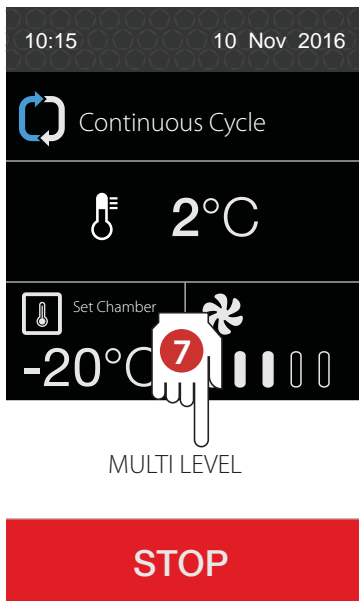 10:15 10 Nov 2016
Continuous Cycle
2°C
Set Chamber
-20°C
7
MULTI LEVEL
STOP